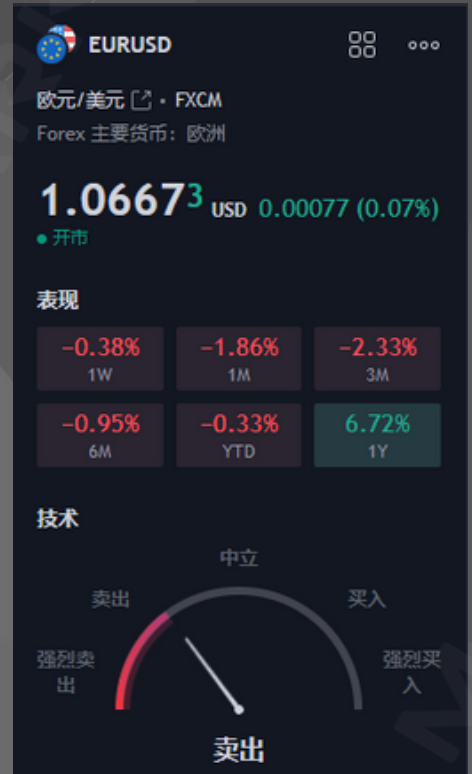 EURUSD
欧元/美元 • FXCM
Forex 主要货币：欧洲
1.06673 USD 0.00077 (0.07%)
开市
表现
−0.38% −1.86% −2.33%
1W 1M 3M
−0.95% −0.33% 6.72%
6M YTD 1Y
技术
中立
卖出 买入
强烈卖出 强烈买入
卖出